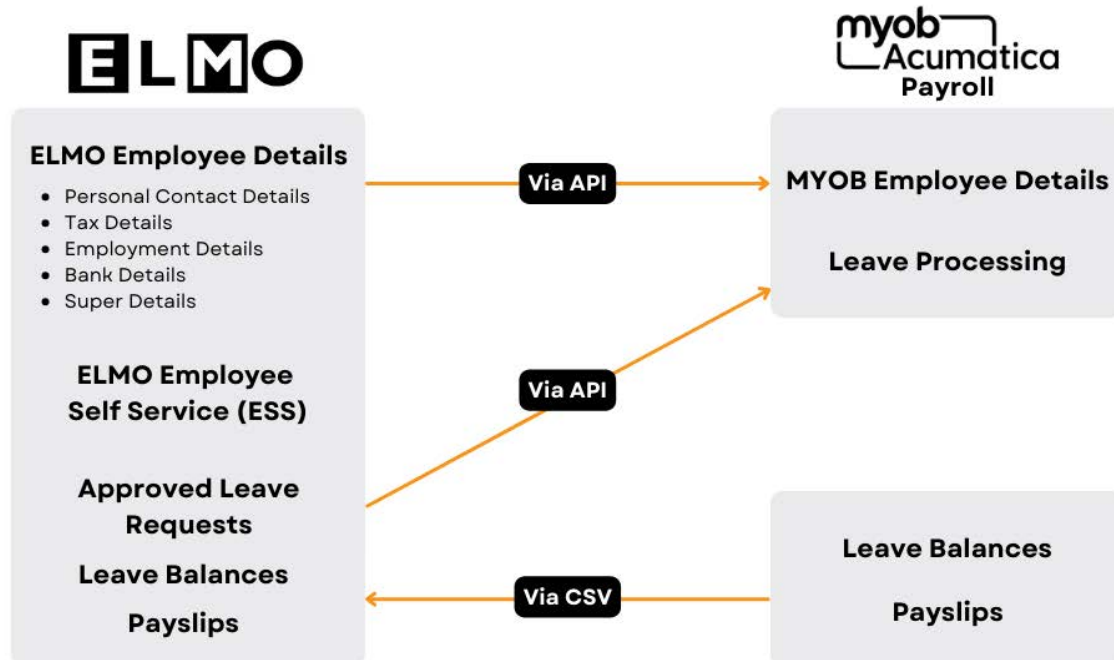 ELMO
myob
Acumatica
Payroll
ELMO Employee Details
• Personal Contact Details
• Tax Details
• Employment Details
• Bank Details
• Super Details
Via API
MYOB Employee Details
Leave Processing
ELMO Employee
Self Service (ESS)
Via API
Approved Leave
Requests
Leave Balances
Payslips
Via CSV
Leave Balances
Payslips